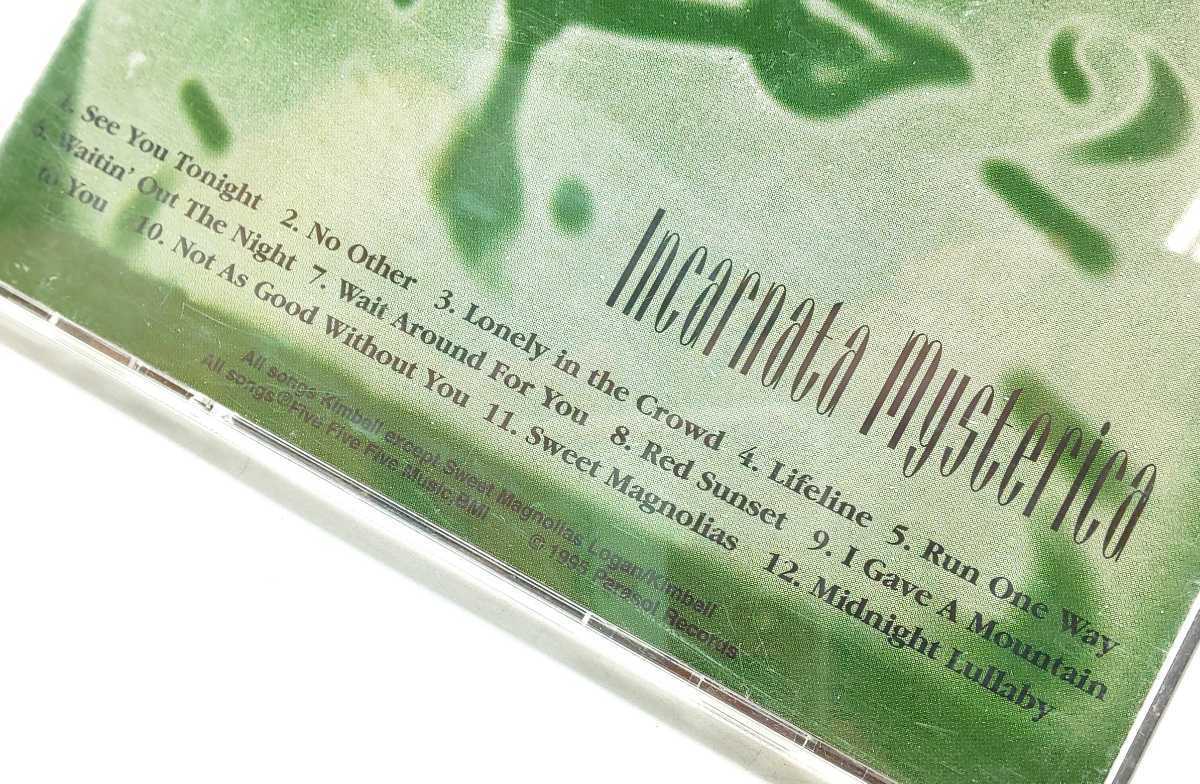 Incarnata Mysterica
1. See You Tonight 2. No Other 3. Lonely in the Crowd 4. Lifeline 5. Run One Way
6. Waitin' Out The Night 7. Wait Around For You 8. Red Sunset 9. I Gave A Mountain
to You 10. Not As Good Without You 11. Sweet Magnolias 12. Midnight Lullaby
All songs Kimball except Sweet Magnolias Logan/Kimball
All songs©Five Five Five Music,BMI
© 1995 Parasol Records